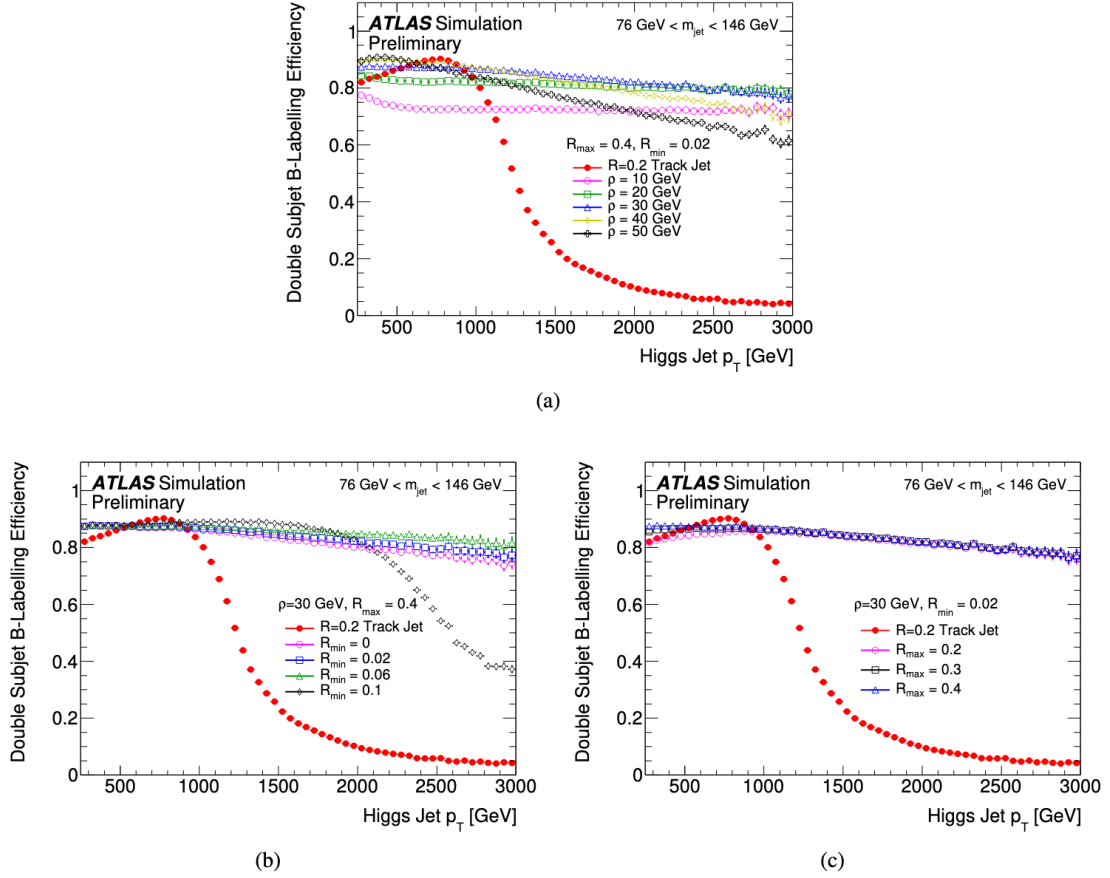 ATLAS Simulation
Preliminary
76 GeV < m_jet < 146 GeV
Double Subjet B-Labelling Efficiency
1
0.8
0.6
0.4
0.2
0
R_max = 0.4, R_min = 0.02
R=0.2 Track Jet
ρ = 10 GeV
ρ = 20 GeV
ρ = 30 GeV
ρ = 40 GeV
ρ = 50 GeV
500 1000 1500 2000 2500 3000
Higgs Jet p_T [GeV]
(a)
ATLAS Simulation
Preliminary
76 GeV < m_jet < 146 GeV
Double Subjet B-Labelling Efficiency
1
0.8
0.6
0.4
0.2
0
ρ=30 GeV, R_max = 0.4
R=0.2 Track Jet
R_min = 0
R_min = 0.02
R_min = 0.06
R_min = 0.1
500 1000 1500 2000 2500 3000
Higgs Jet p_T [GeV]
(b)
ATLAS Simulation
Preliminary
76 GeV < m_jet < 146 GeV
Double Subjet B-Labelling Efficiency
1
0.8
0.6
0.4
0.2
0
ρ=30 GeV, R_min = 0.02
R=0.2 Track Jet
R_max = 0.2
R_max = 0.3
R_max = 0.4
500 1000 1500 2000 2500 3000
Higgs Jet p_T [GeV]
(c)